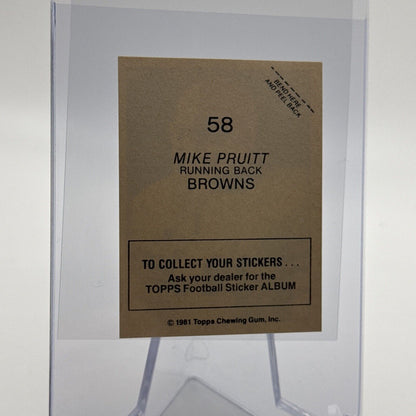 BEND HERE
AND PEEL BACK
58
MIKE PRUITT
RUNNING BACK
BROWNS
TO COLLECT YOUR STICKERS . . .
Ask your dealer for the
TOPPS Football Sticker ALBUM
© 1981 Topps Chewing Gum, Inc.